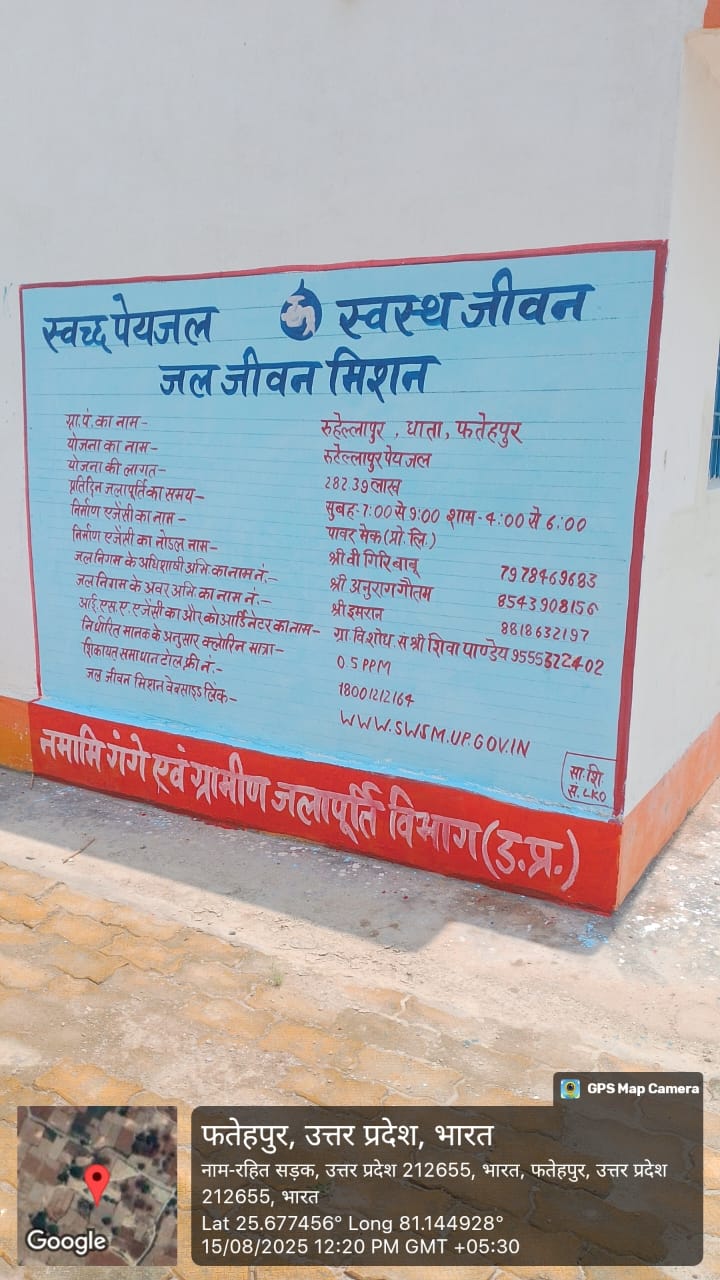 स्वच्छ पेयजल स्वस्थ जीवन
जल जीवन मिशन
ग्रा.पं. का नाम- रुहेल्लापुर , धाता, फतेहपुर
योजना का नाम- रुहेल्लापुर पेयजल
योजना की लागत- 282.39 लाख
प्रतिदिन जलापूर्ति का समय- सुबह-7:00 से 9:00 शाम-4:00 से 6:00
निर्माण एजेंसी का नाम- पावर मेक (प्रो. लि.)
निर्माण एजेंसी का नोडल नाम- श्री वी गिरि बाबू 7978469683
जल निगम के अधिशाषी अभि का नाम नं.- श्री अनुराग गौतम 8543908156
जल निगम के अवर अभि का नाम नं.- श्री इमरान 8818632197
आई.एस.ए. एजेंसी का और को आर्डिनेटर का नाम- ग्रा. वि. शोध. सं श्री शिवा पाण्डेय 9555322402
निर्धारित मानक के अनुसार क्लोरिन मात्रा- 0.5 PPM
शिकायत समाधान टोल फ्री नं.- 18001212164
जल जीवन मिशन वेबसाइड लिंक- WWW.SWSM.UP.GOV.IN
सा.शि.
स. LKO
नमामि गंगे एवं ग्रामीण जलापूर्ति विभाग (उ.प्र.)
GPS Map Camera
फतेहपुर, उत्तर प्रदेश, भारत
नाम-रहित सड़क, उत्तर प्रदेश 212655, भारत, फतेहपुर, उत्तर प्रदेश
212655, भारत
Lat 25.677456° Long 81.144928°
15/08/2025 12:20 PM GMT +05:30
Google